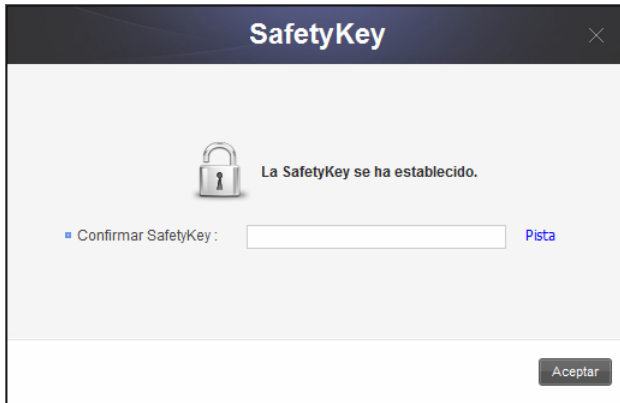 SafetyKey
La SafetyKey se ha establecido.
Confirmar SafetyKey : Pista
Aceptar